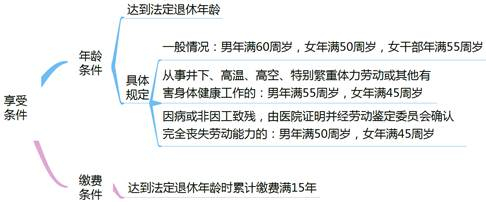 享受
条件
年龄
条件
达到法定退休年龄
具体
规定
一般情况：男年满60周岁，女年满50周岁，女干部年满55周岁
从事井下、高温、高空、特别繁重体力劳动或其他有
害身体健康工作的：男年满55周岁，女年满45周岁
因病或非因工致残，由医院证明并经劳动鉴定委员会确认
完全丧失劳动能力的：男年满50周岁，女年满45周岁
缴费
条件
达到法定退休年龄时累计缴费满15年